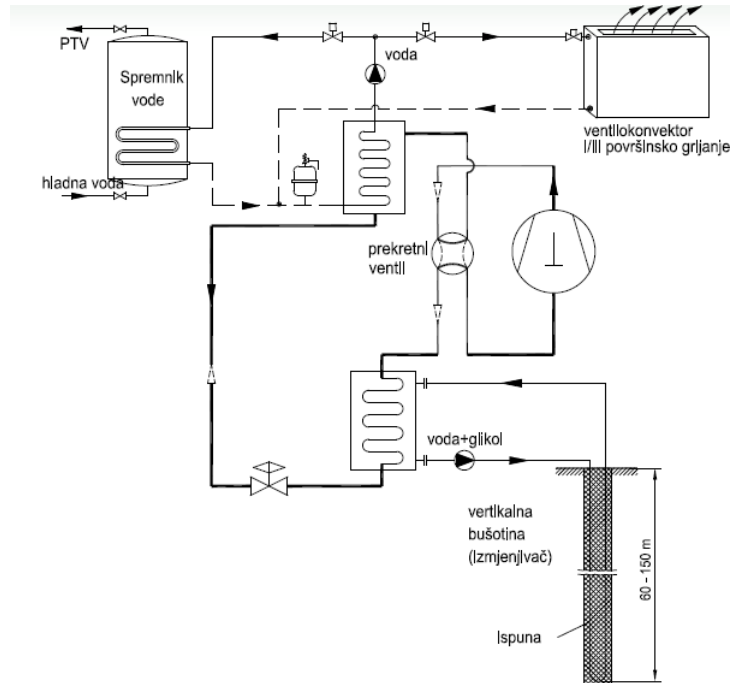 PTV
voda
Spremnik
vode
ventilokonvektor
i/ili površinsko grijanje
hladna voda
prekretni
ventil
voda+glikol
vertikalna
bušotina
(izmjenjivač)
60 - 150 m
Ispuna